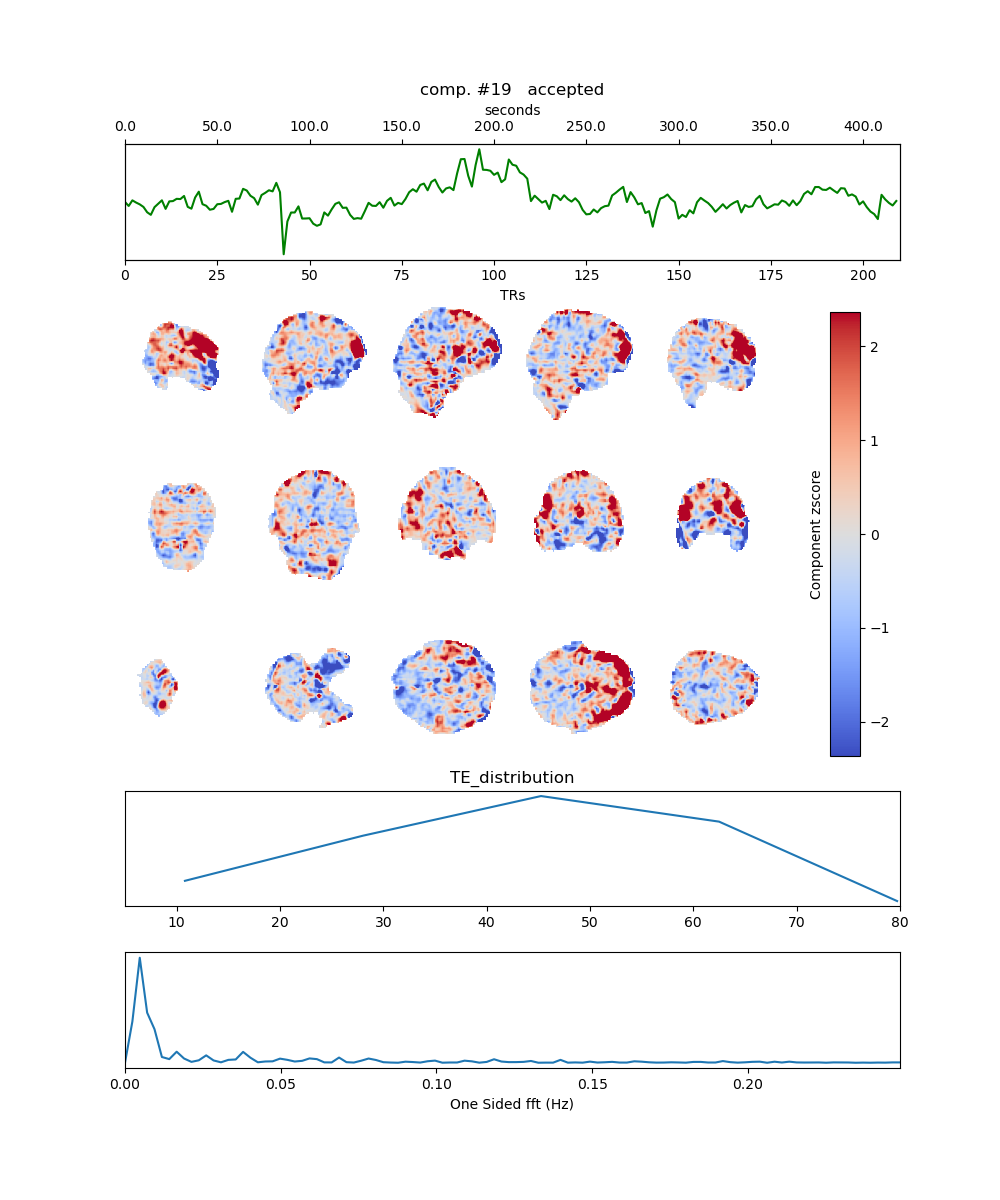 comp. #19   accepted
seconds
0.0 50.0 100.0 150.0 200.0 250.0 300.0 350.0 400.0
0 25 50 75 100 125 150 175 200
TRs
2
1
0
−1
−2
Component zscore
TE_distribution
10 20 30 40 50 60 70 80
0.00 0.05 0.10 0.15 0.20
One Sided fft (Hz)